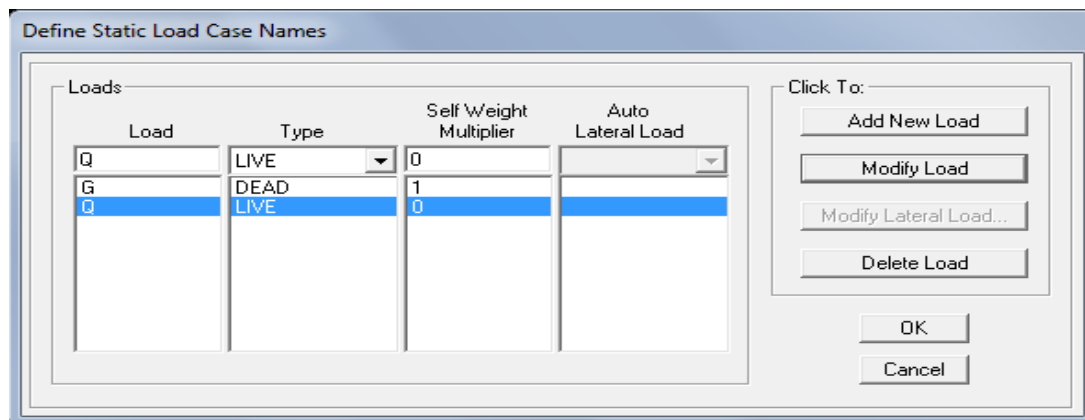 Define Static Load Case Names
Loads
Load Type Self Weight Multiplier Auto Lateral Load
Q LIVE 0
G DEAD 1
Q LIVE 0
Click To:
Add New Load
Modify Load
Modify Lateral Load...
Delete Load
OK
Cancel